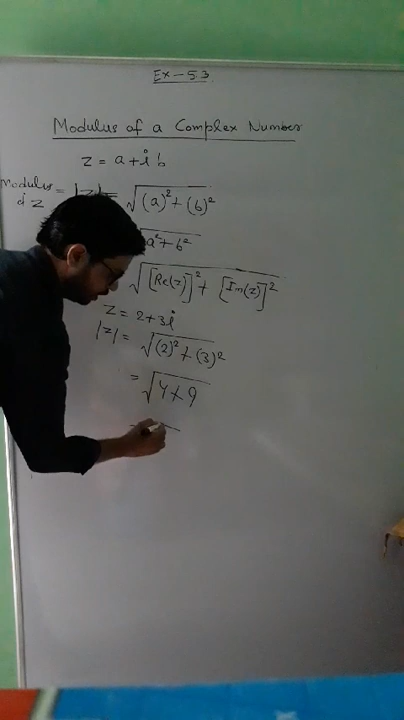 Ex-5.3
Modulus of a Complex Number
z = a + i b
Modulus of z = |z| = √(a)² + (b)²
√a² + b²
√[Re(z)]² + [Im(z)]²
z = 2 + 3i
|z| = √(2)² + (3)²
= √4 + 9